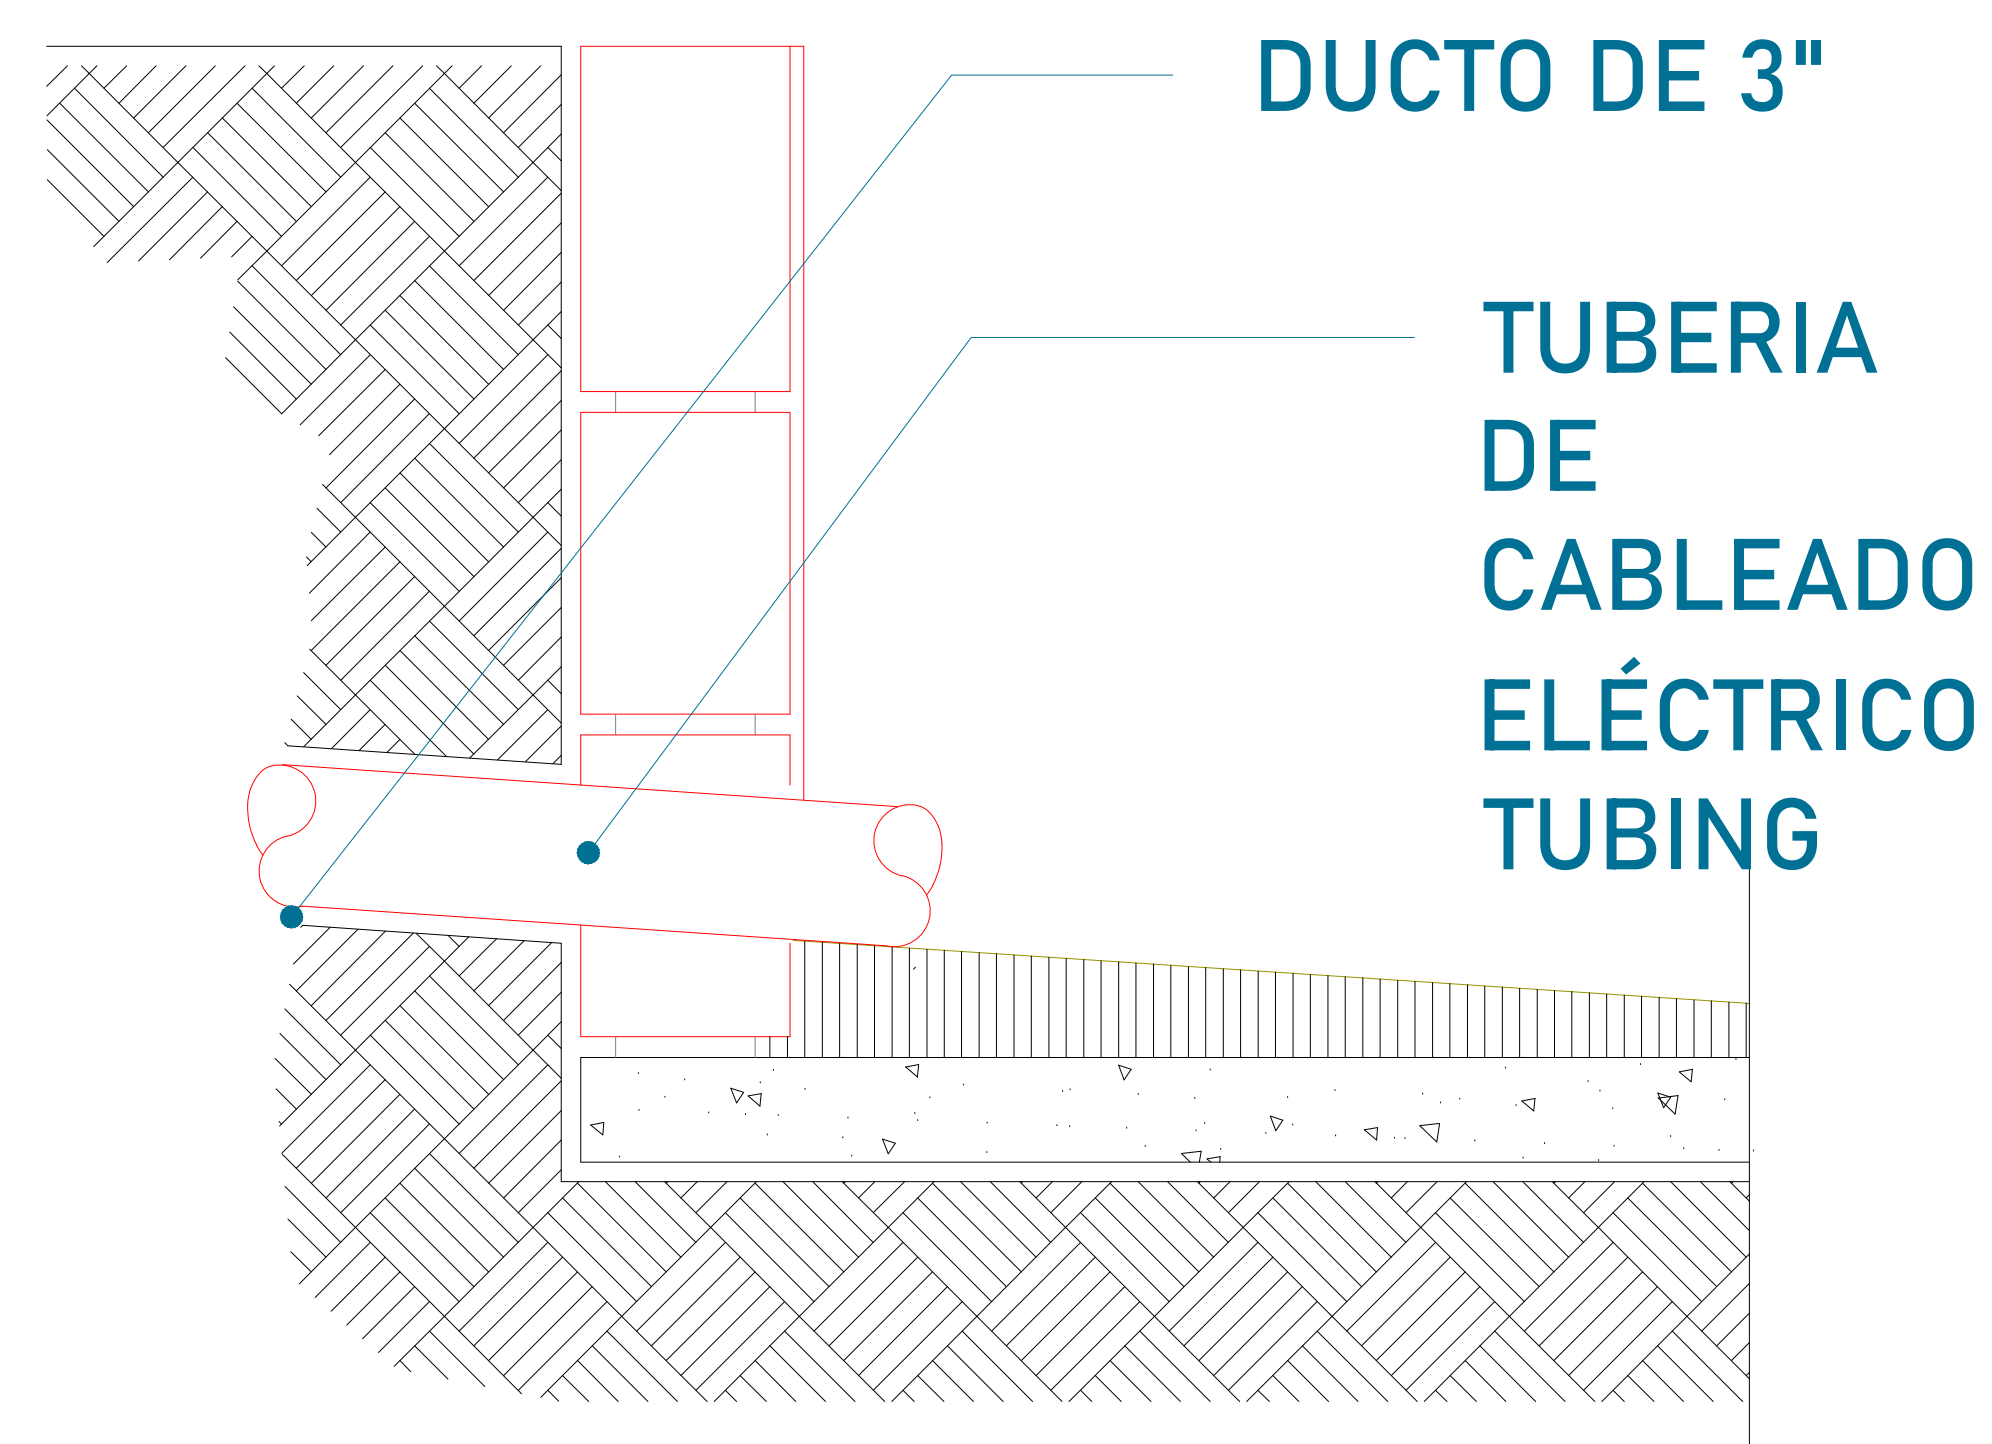 DUCTO DE 3"
TUBERIA
DE
CABLEADO
ELÉCTRICO
TUBING